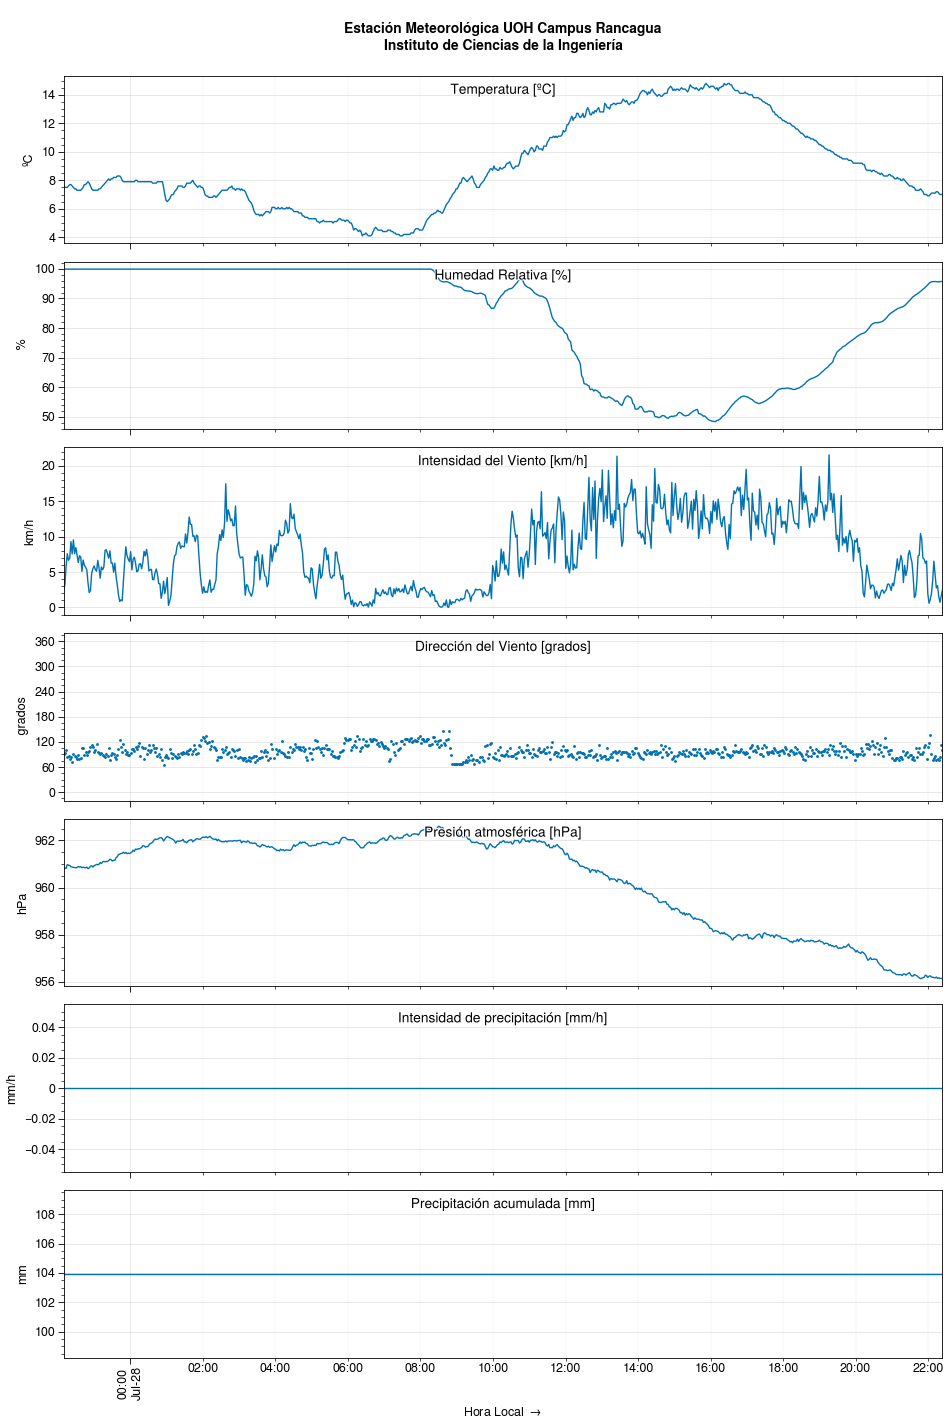 Estación Meteorológica UOH Campus Rancagua
Instituto de Ciencias de la Ingeniería
Temperatura [ºC]
ºC
14
12
10
8
6
4
Humedad Relativa [%]
%
100
90
80
70
60
50
Intensidad del Viento [km/h]
km/h
20
15
10
5
0
Dirección del Viento [grados]
grados
360
300
240
180
120
60
0
Presión atmosférica [hPa]
hPa
962
960
958
956
Intensidad de precipitación [mm/h]
mm/h
0.04
0.02
0
−0.02
−0.04
Precipitación acumulada [mm]
mm
108
106
104
102
100
00:00
Jul-28
02:00 04:00 06:00 08:00 10:00 12:00 14:00 16:00 18:00 20:00 22:00
Hora Local →